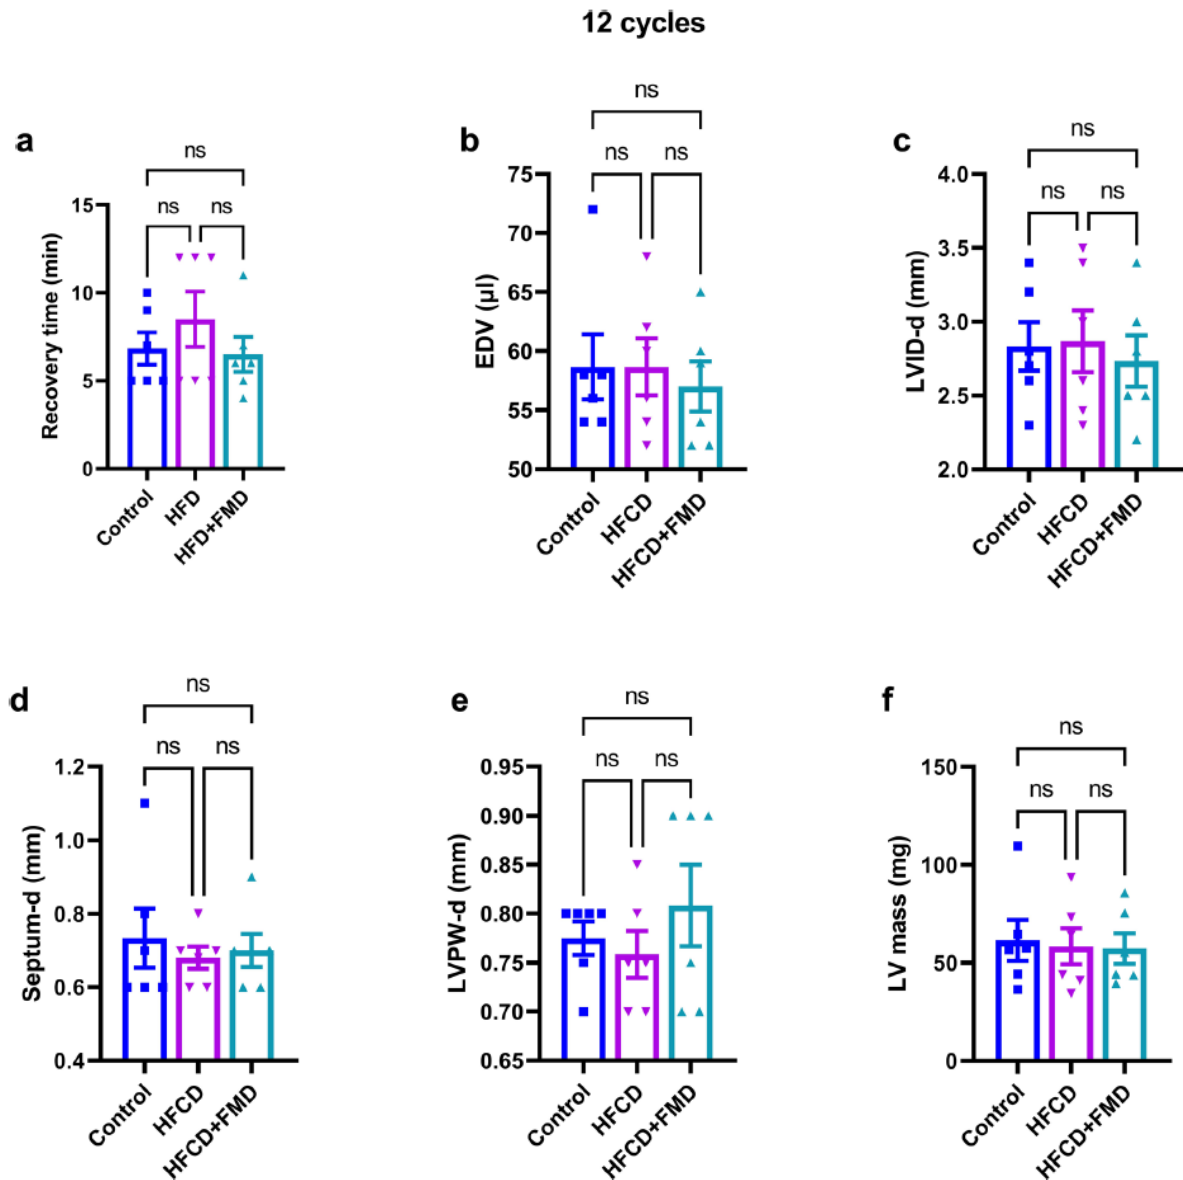 12 cycles
a
ns
ns
ns
Recovery time (min)
15
10
5
0
Control
HFD
HFD+FMD
b
ns
ns
ns
EDV (µl)
75
70
65
60
55
50
Control
HFCD
HFCD+FMD
c
ns
ns
ns
LVID-d (mm)
4.0
3.5
3.0
2.5
2.0
Control
HFCD
HFCD+FMD
d
ns
ns
ns
Septum-d (mm)
1.2
1.0
0.8
0.6
0.4
Control
HFCD
HFCD+FMD
e
ns
ns
ns
LVPW-d (mm)
0.95
0.90
0.85
0.80
0.75
0.70
0.65
Control
HFCD
HFCD+FMD
f
ns
ns
ns
LV mass (mg)
150
100
50
0
Control
HFCD
HFCD+FMD